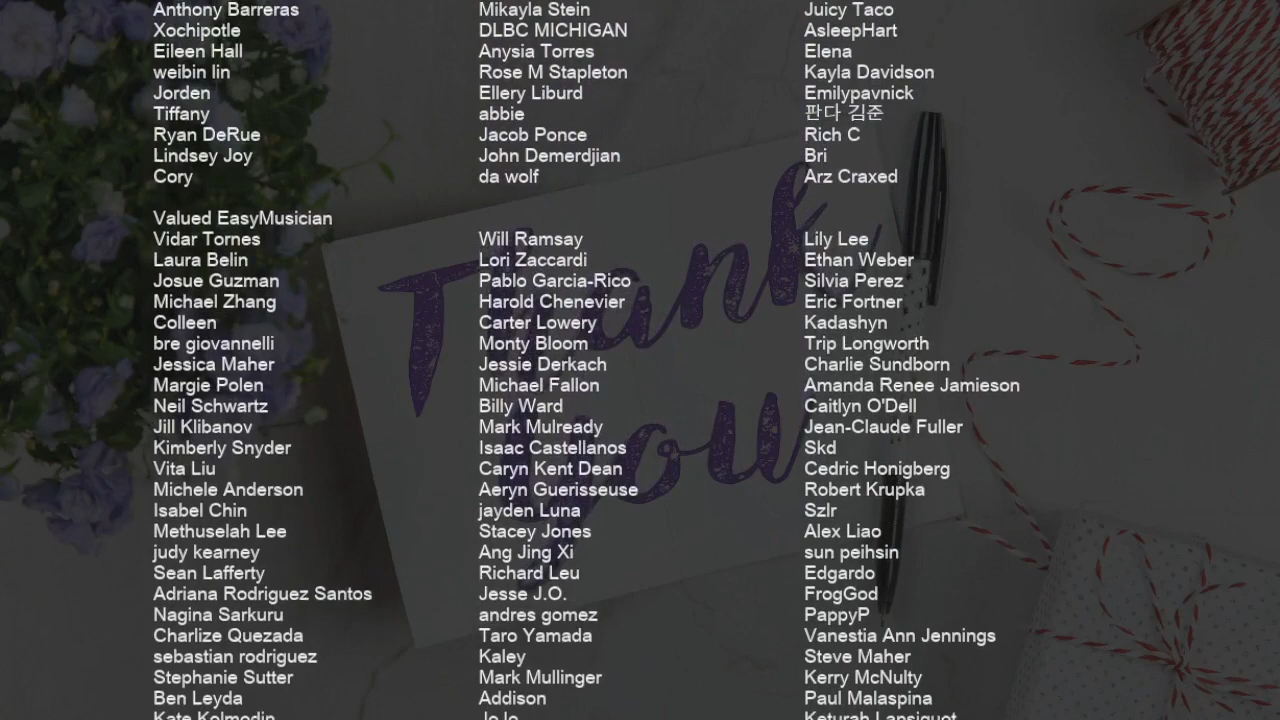 Anthony Barreras Mikayla Stein Juicy Taco
Xochipotle DLBC MICHIGAN AsleepHart
Eileen Hall Anysia Torres Elena
weibin lin Rose M Stapleton Kayla Davidson
Jorden Ellery Liburd Emilypavnick
Tiffany abbie 판다 김준
Ryan DeRue Jacob Ponce Rich C
Lindsey Joy John Demerdjian Bri
Cory da wolf Arz Craxed
Valued EasyMusician
Vidar Tornes Will Ramsay Lily Lee
Laura Belin Lori Zaccardi Ethan Weber
Josue Guzman Pablo Garcia-Rico Silvia Perez
Michael Zhang Harold Chenevier Eric Fortner
Colleen Carter Lowery Kadashyn
bre giovannelli Monty Bloom Trip Longworth
Jessica Maher Jessie Derkach Charlie Sundborn
Margie Polen Michael Fallon Amanda Renee Jamieson
Neil Schwartz Billy Ward Caitlyn O'Dell
Jill Klibanov Mark Mulready Jean-Claude Fuller
Kimberly Snyder Isaac Castellanos Skd
Vita Liu Caryn Kent Dean Cedric Honigberg
Michele Anderson Aeryn Guerisseuse Robert Krupka
Isabel Chin jayden Luna Szlr
Methuselah Lee Stacey Jones Alex Liao
judy kearney Ang Jing Xi sun peihsin
Sean Lafferty Richard Leu Edgardo
Adriana Rodriguez Santos Jesse J.O. FrogGod
Nagina Sarkuru andres gomez PappyP
Charlize Quezada Taro Yamada Vanestia Ann Jennings
sebastian rodriguez Kaley Steve Maher
Stephanie Sutter Mark Mullinger Kerry McNulty
Ben Leyda Addison Paul Malaspina
Kate Kolmodin JoJo Keturah Lansiquot
Thank
you